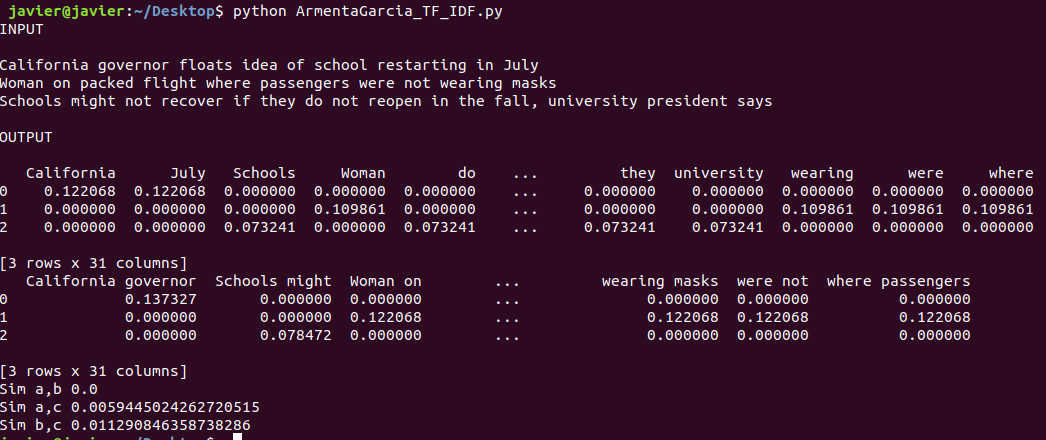 javier@javier:~/Desktop$ python ArmentaGarcia_TF_IDF.py
INPUT
California governor floats idea of school restarting in July
Woman on packed flight where passengers were not wearing masks
Schools might not recover if they do not reopen in the fall, university president says
OUTPUT
California July Schools Woman do ... they university wearing were where
0 0.122068 0.122068 0.000000 0.000000 0.000000 ... 0.000000 0.000000 0.000000 0.000000 0.000000
1 0.000000 0.000000 0.000000 0.109861 0.000000 ... 0.000000 0.000000 0.109861 0.109861 0.109861
2 0.000000 0.000000 0.073241 0.000000 0.073241 ... 0.073241 0.073241 0.000000 0.000000 0.000000
[3 rows x 31 columns]
California governor Schools might Woman on ... wearing masks were not where passengers
0 0.137327 0.000000 0.000000 ... 0.000000 0.000000 0.000000
1 0.000000 0.000000 0.122068 ... 0.122068 0.122068 0.122068
2 0.000000 0.078472 0.000000 ... 0.000000 0.000000 0.000000
[3 rows x 31 columns]
Sim a,b 0.0
Sim a,c 0.0059445024262720515
Sim b,c 0.011290846358738286